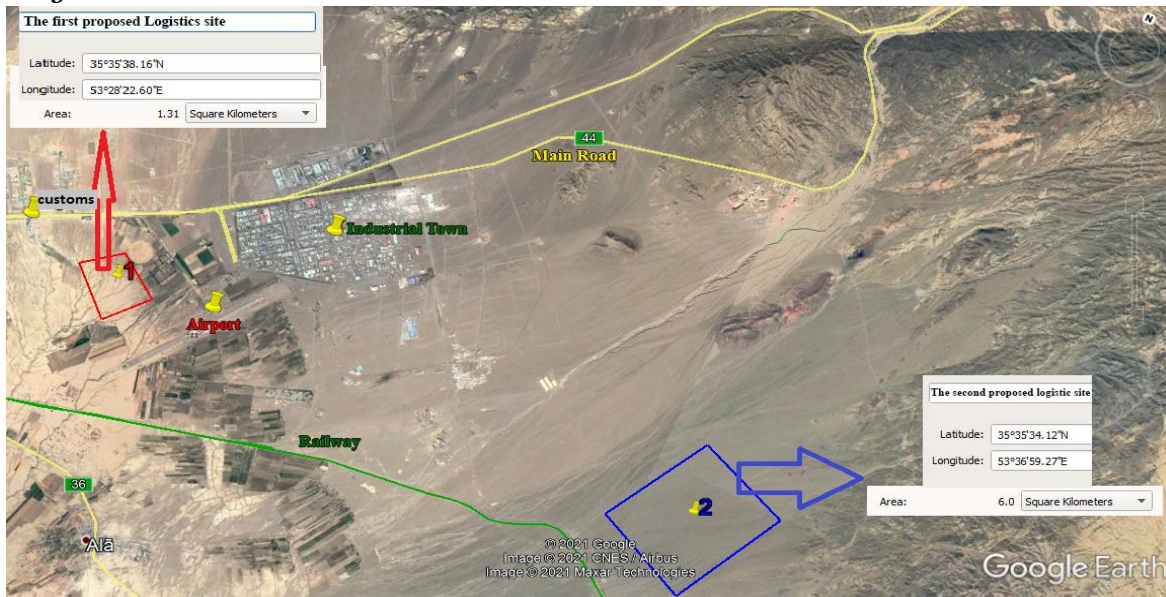 The first proposed Logistics site
Latitude: 35°35'38.16"N
Longitude: 53°28'22.60"E
Area: 1.31 Square Kilometers
N
44
Main Road
customs
Industrial Town
1
Airport
The second proposed logistic site
Latitude: 35°35'34.12"N
Longitude: 53°36'59.27"E
Area: 6.0 Square Kilometers
Railway
36
2
Alā
© 2021 Google
Image © 2021 CNES / Airbus
Image © 2021 Maxar Technologies
Google Earth